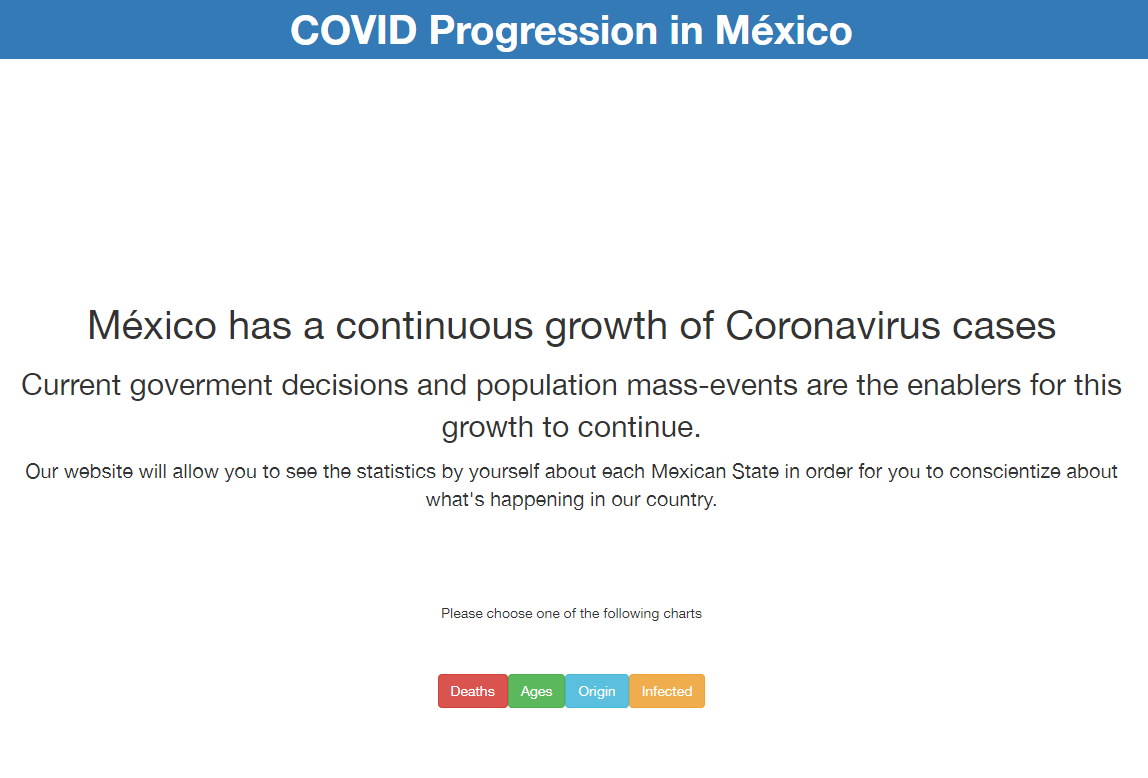 COVID Progression in México
México has a continuous growth of Coronavirus cases
Current goverment decisions and population mass-events are the enablers for this
growth to continue.
Our website will allow you to see the statistics by yourself about each Mexican State in order for you to conscientize about
what's happening in our country.
Please choose one of the following charts
Deaths Ages Origin Infected